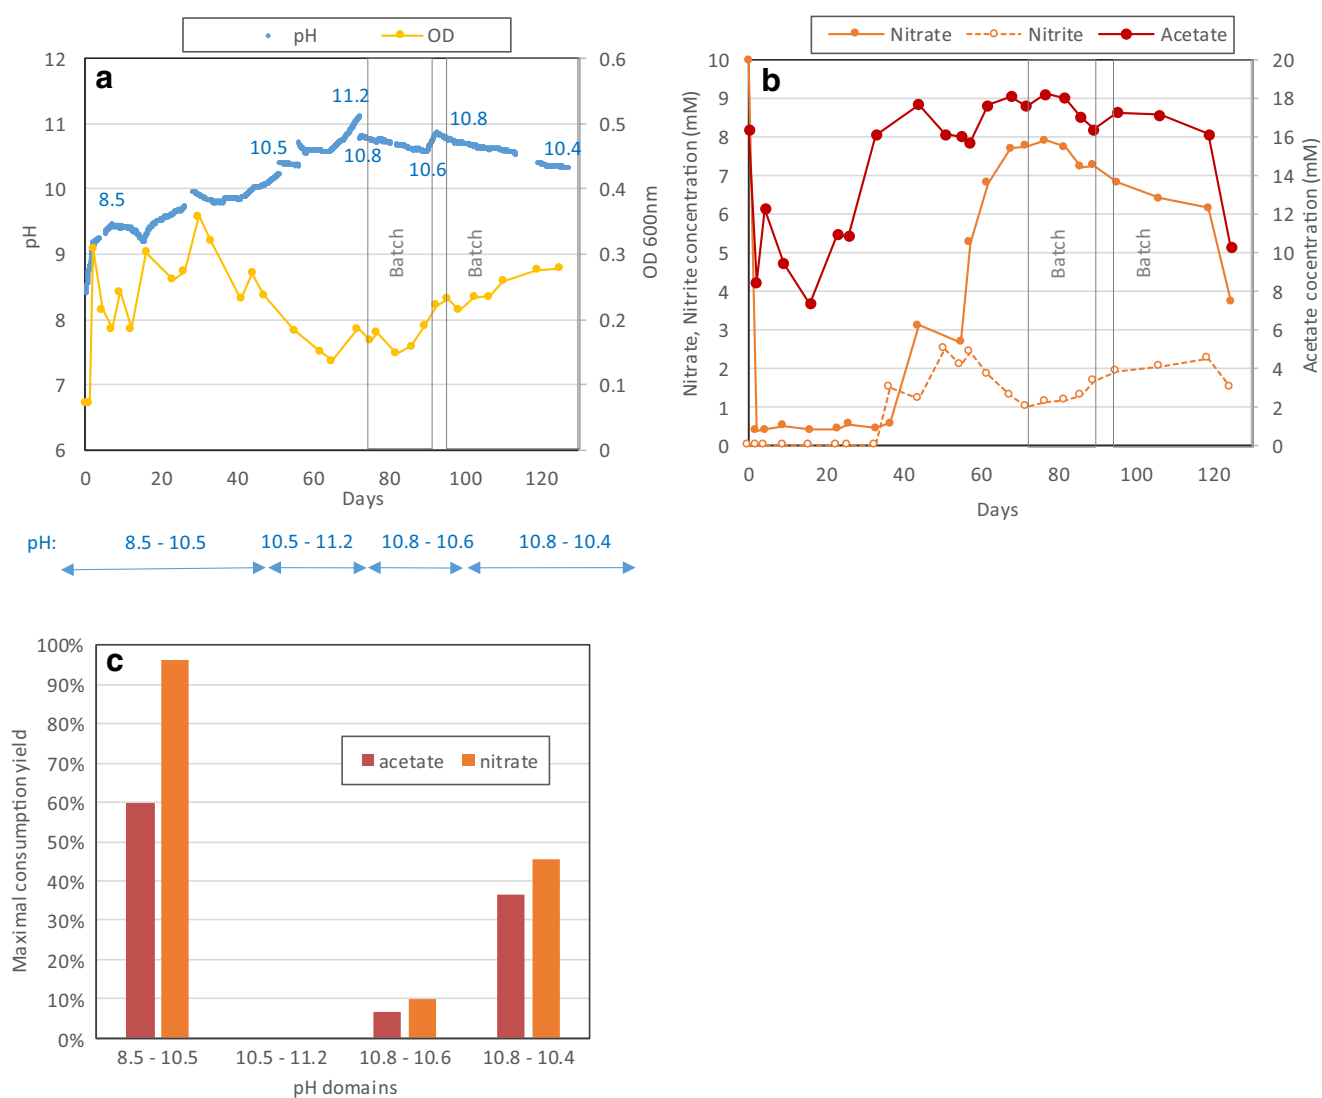 pH OD
a
12
11
10
9
8
7
6
pH
0.6
0.5
0.4
0.3
0.2
0.1
0
OD 600nm
8.5
10.5
11.2
10.8
10.6
10.8
10.4
Batch
Batch
0 20 40 60 80 100 120
Days
pH: 8.5 - 10.5 10.5 - 11.2 10.8 - 10.6 10.8 - 10.4
Nitrate Nitrite Acetate
b
10
9
8
7
6
5
4
3
2
1
0
Nitrate, Nitrite concentration (mM)
20
18
16
14
12
10
8
6
4
2
0
Acetate cocentration (mM)
Batch
Batch
0 20 40 60 80 100 120
Days
c
100%
90%
80%
70%
60%
50%
40%
30%
20%
10%
0%
Maximal consumption yield
acetate nitrate
8.5 - 10.5 10.5 - 11.2 10.8 - 10.6 10.8 - 10.4
pH domains